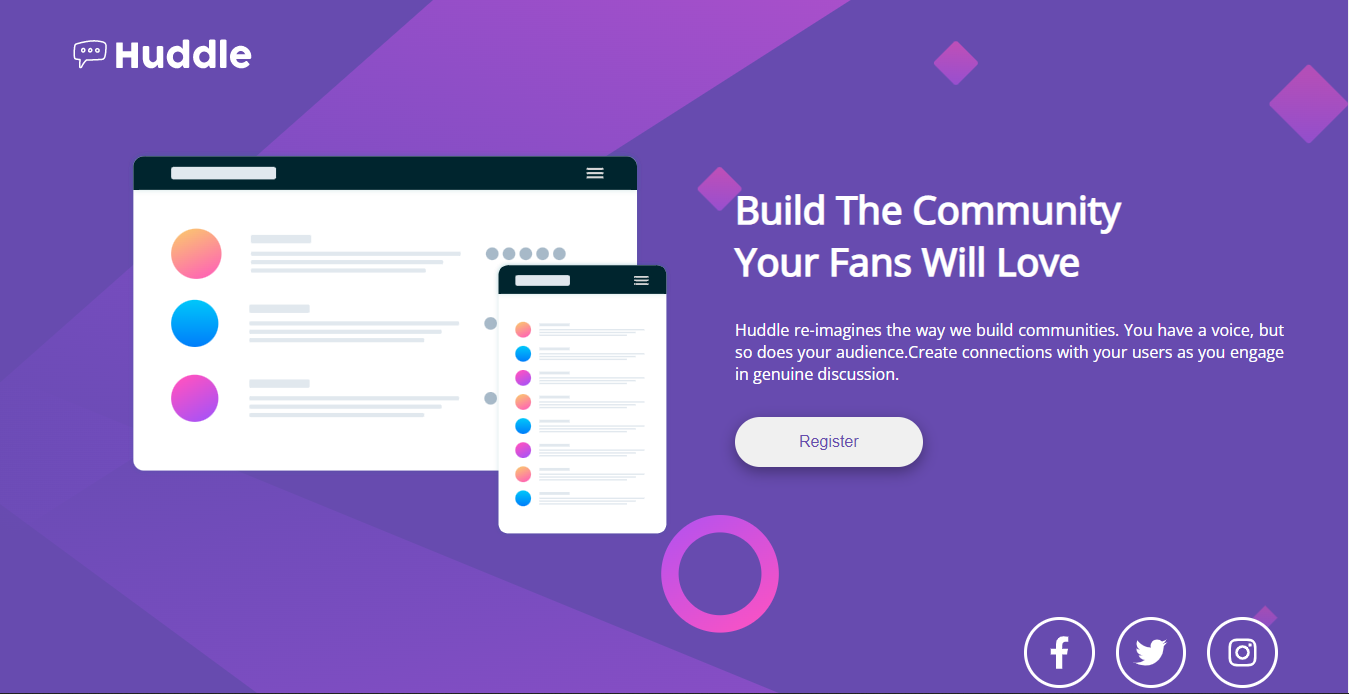 Huddle
Build The Community
Your Fans Will Love
Huddle re-imagines the way we build communities. You have a voice, but
so does your audience.Create connections with your users as you engage
in genuine discussion.
Register